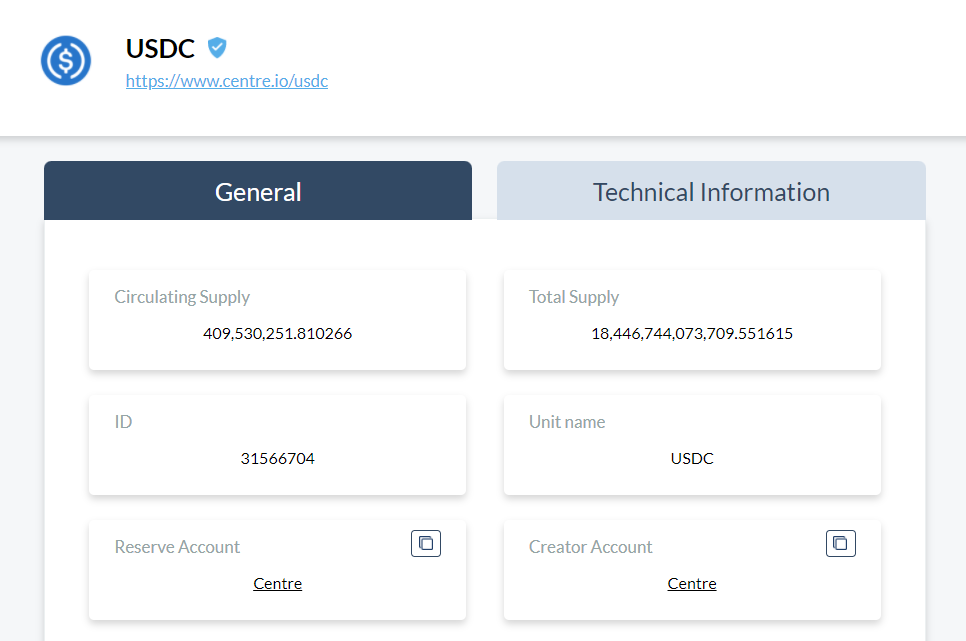 USDC
https://www.centre.io/usdc
General
Technical Information
Circulating Supply
409,530,251.810266
Total Supply
18,446,744,073,709.551615
ID
31566704
Unit name
USDC
Reserve Account
Centre
Creator Account
Centre